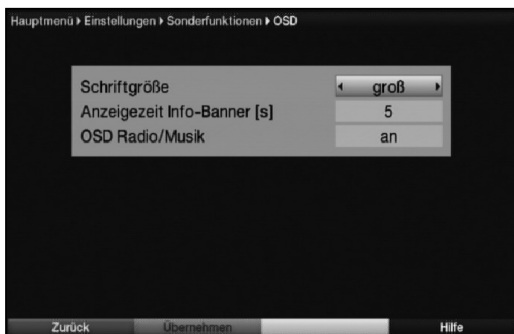 Hauptmenü ▸ Einstellungen ▸ Sonderfunktionen ▸ OSD
Schriftgröße ◂ groß ▸
Anzeigezeit Info-Banner [s] 5
OSD Radio/Musik an
Zurück Übernehmen Hilfe